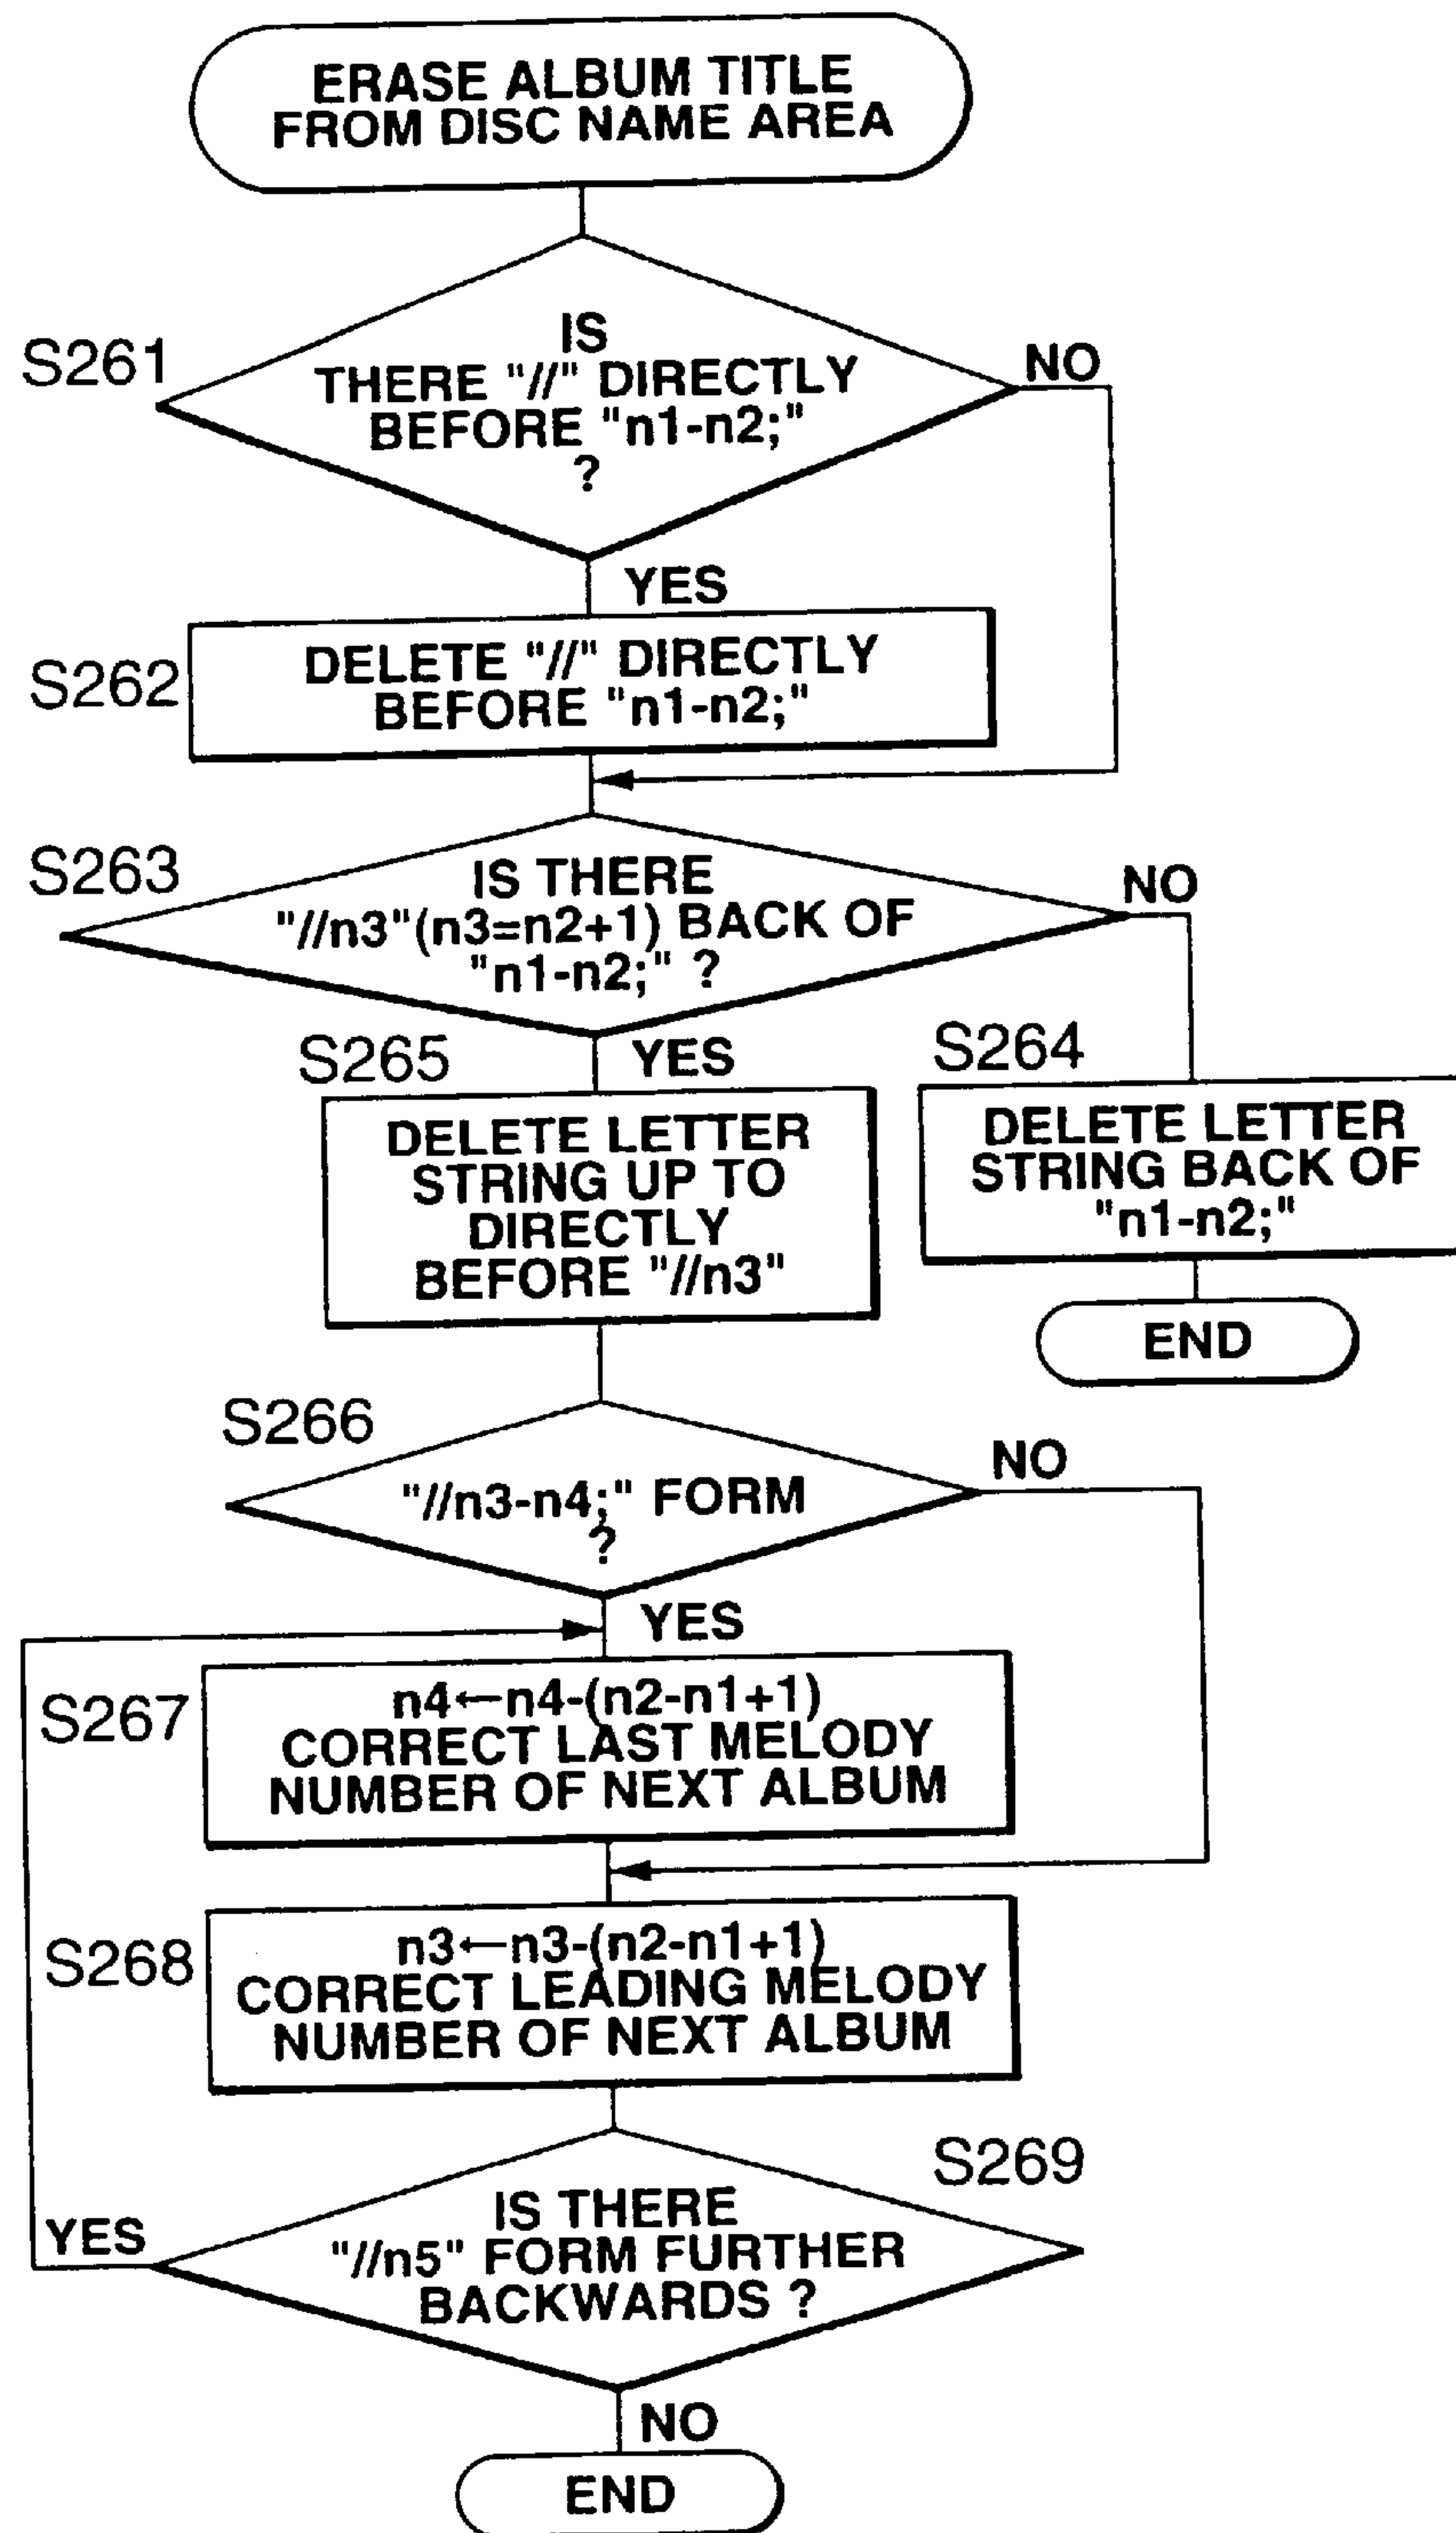 ERASE ALBUM TITLE
FROM DISC NAME AREA
S261
IS
THERE "//" DIRECTLY
BEFORE "n1-n2;"
?
NO
YES
S262
DELETE "//" DIRECTLY
BEFORE "n1-n2;"
S263
IS THERE
"//n3"(n3=n2+1) BACK OF
"n1-n2;" ?
NO
YES
S265
DELETE LETTER
STRING UP TO
DIRECTLY
BEFORE "//n3"
S264
DELETE LETTER
STRING BACK OF
"n1-n2;"
END
S266
"//n3-n4;" FORM
?
NO
YES
S267
n4←n4-(n2-n1+1)
CORRECT LAST MELODY
NUMBER OF NEXT ALBUM
S268
n3←n3-(n2-n1+1)
CORRECT LEADING MELODY
NUMBER OF NEXT ALBUM
S269
IS THERE
"//n5" FORM FURTHER
BACKWARDS ?
YES
NO
END